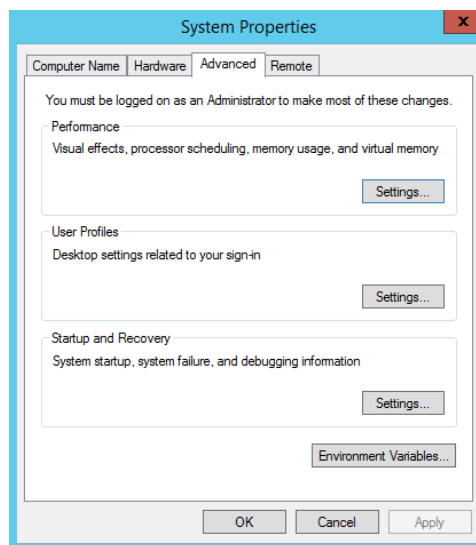 System Properties
x
Computer Name Hardware Advanced Remote
You must be logged on as an Administrator to make most of these changes.
Performance
Visual effects, processor scheduling, memory usage, and virtual memory
Settings...
User Profiles
Desktop settings related to your sign-in
Settings...
Startup and Recovery
System startup, system failure, and debugging information
Settings...
Environment Variables...
OK Cancel Apply